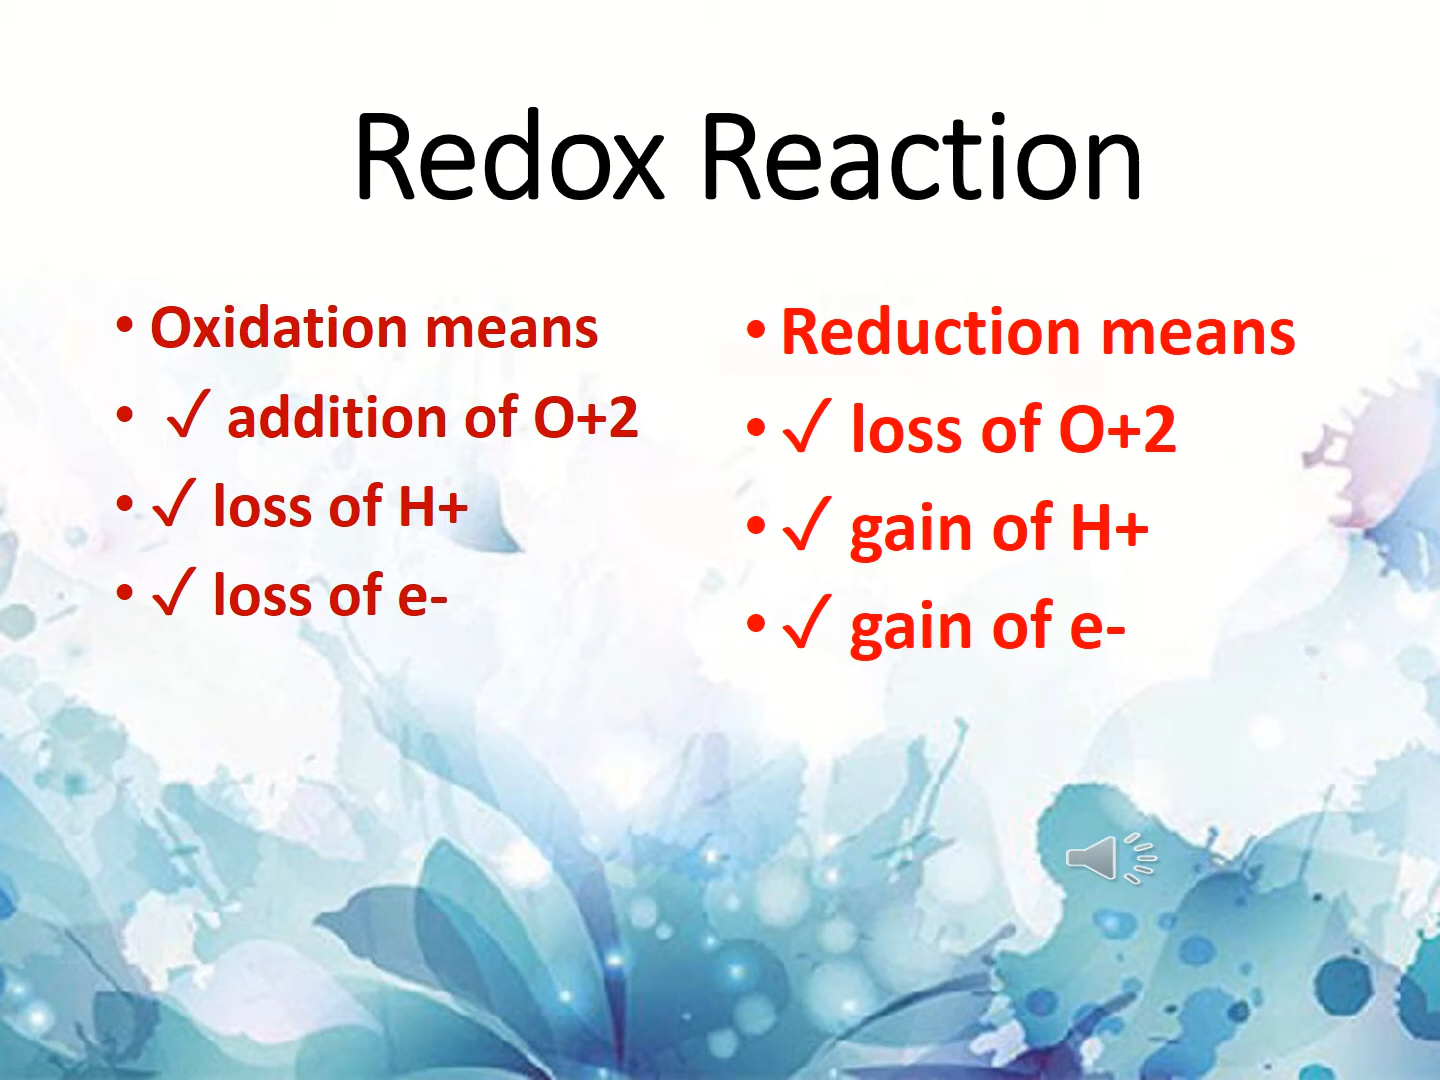 Redox Reaction
• Oxidation means
• ✓ addition of O+2
• ✓ loss of H+
• ✓ loss of e-
• Reduction means
• ✓ loss of O+2
• ✓ gain of H+
• ✓ gain of e-